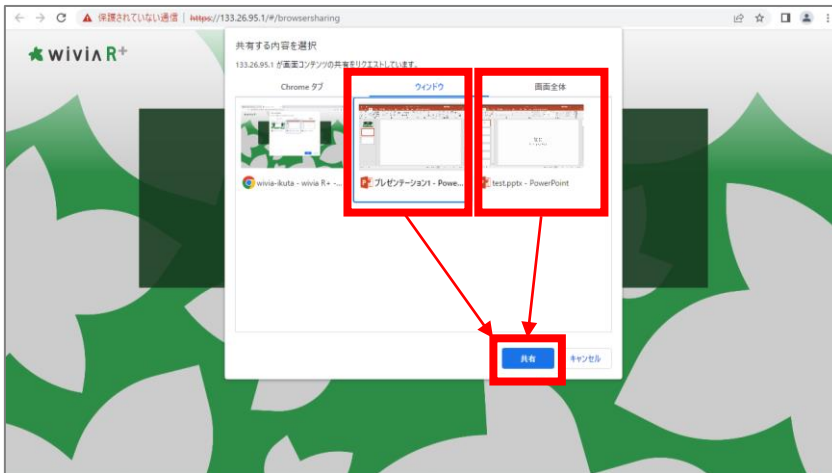 保護されていない通信 | https://133.26.95.1/#/browsersharing
wiviaR+
共有する内容を選択
133.26.95.1 が画面コンテンツの共有をリクエストしています。
Chrome タブ
ウィンドウ
画面全体
wivia-ikuta - wivia R+ -...
プレゼンテーション1 - Powe...
test.pptx - PowerPoint
共有
キャンセル